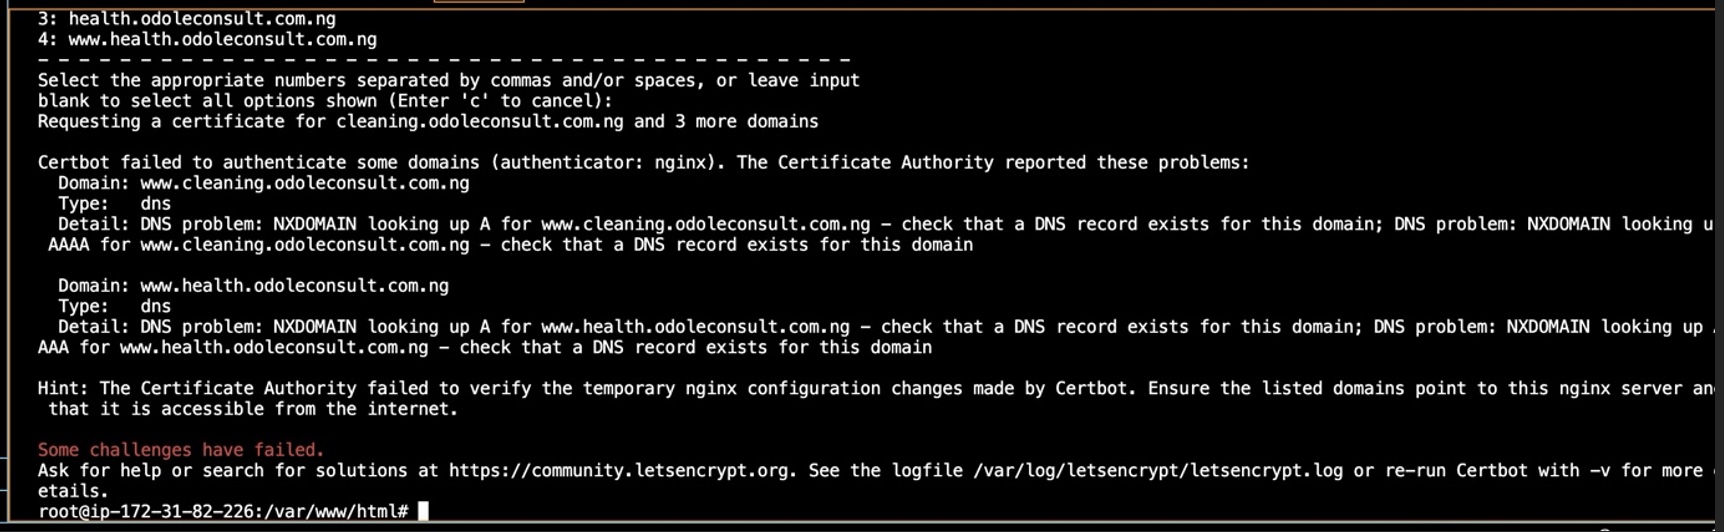 3: health.odoleconsult.com.ng
4: www.health.odoleconsult.com.ng
- - - - - - - - - - - - - - - - - - - - - - - - - - - - - - - - - - - - - - - -
Select the appropriate numbers separated by commas and/or spaces, or leave input
blank to select all options shown (Enter 'c' to cancel):
Requesting a certificate for cleaning.odoleconsult.com.ng and 3 more domains

Certbot failed to authenticate some domains (authenticator: nginx). The Certificate Authority reported these problems:
  Domain: www.cleaning.odoleconsult.com.ng
  Type:   dns
  Detail: DNS problem: NXDOMAIN looking up A for www.cleaning.odoleconsult.com.ng - check that a DNS record exists for this domain; DNS problem: NXDOMAIN looking u
 AAAA for www.cleaning.odoleconsult.com.ng - check that a DNS record exists for this domain

  Domain: www.health.odoleconsult.com.ng
  Type:   dns
  Detail: DNS problem: NXDOMAIN looking up A for www.health.odoleconsult.com.ng - check that a DNS record exists for this domain; DNS problem: NXDOMAIN looking up
AAA for www.health.odoleconsult.com.ng - check that a DNS record exists for this domain

Hint: The Certificate Authority failed to verify the temporary nginx configuration changes made by Certbot. Ensure the listed domains point to this nginx server an
 that it is accessible from the internet.

Some challenges have failed.
Ask for help or search for solutions at https://community.letsencrypt.org. See the logfile /var/log/letsencrypt/letsencrypt.log or re-run Certbot with -v for more
etails.
root@ip-172-31-82-226:/var/www/html#